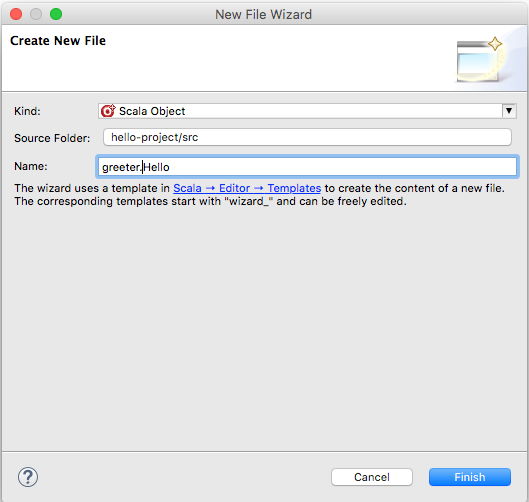 New File Wizard
Create New File
Kind: Scala Object
Source Folder: hello-project/src
Name: greeter.Hello
The wizard uses a template in Scala → Editor → Templates to create the content of a new file.
The corresponding templates start with "wizard_" and can be freely edited.
? Cancel Finish